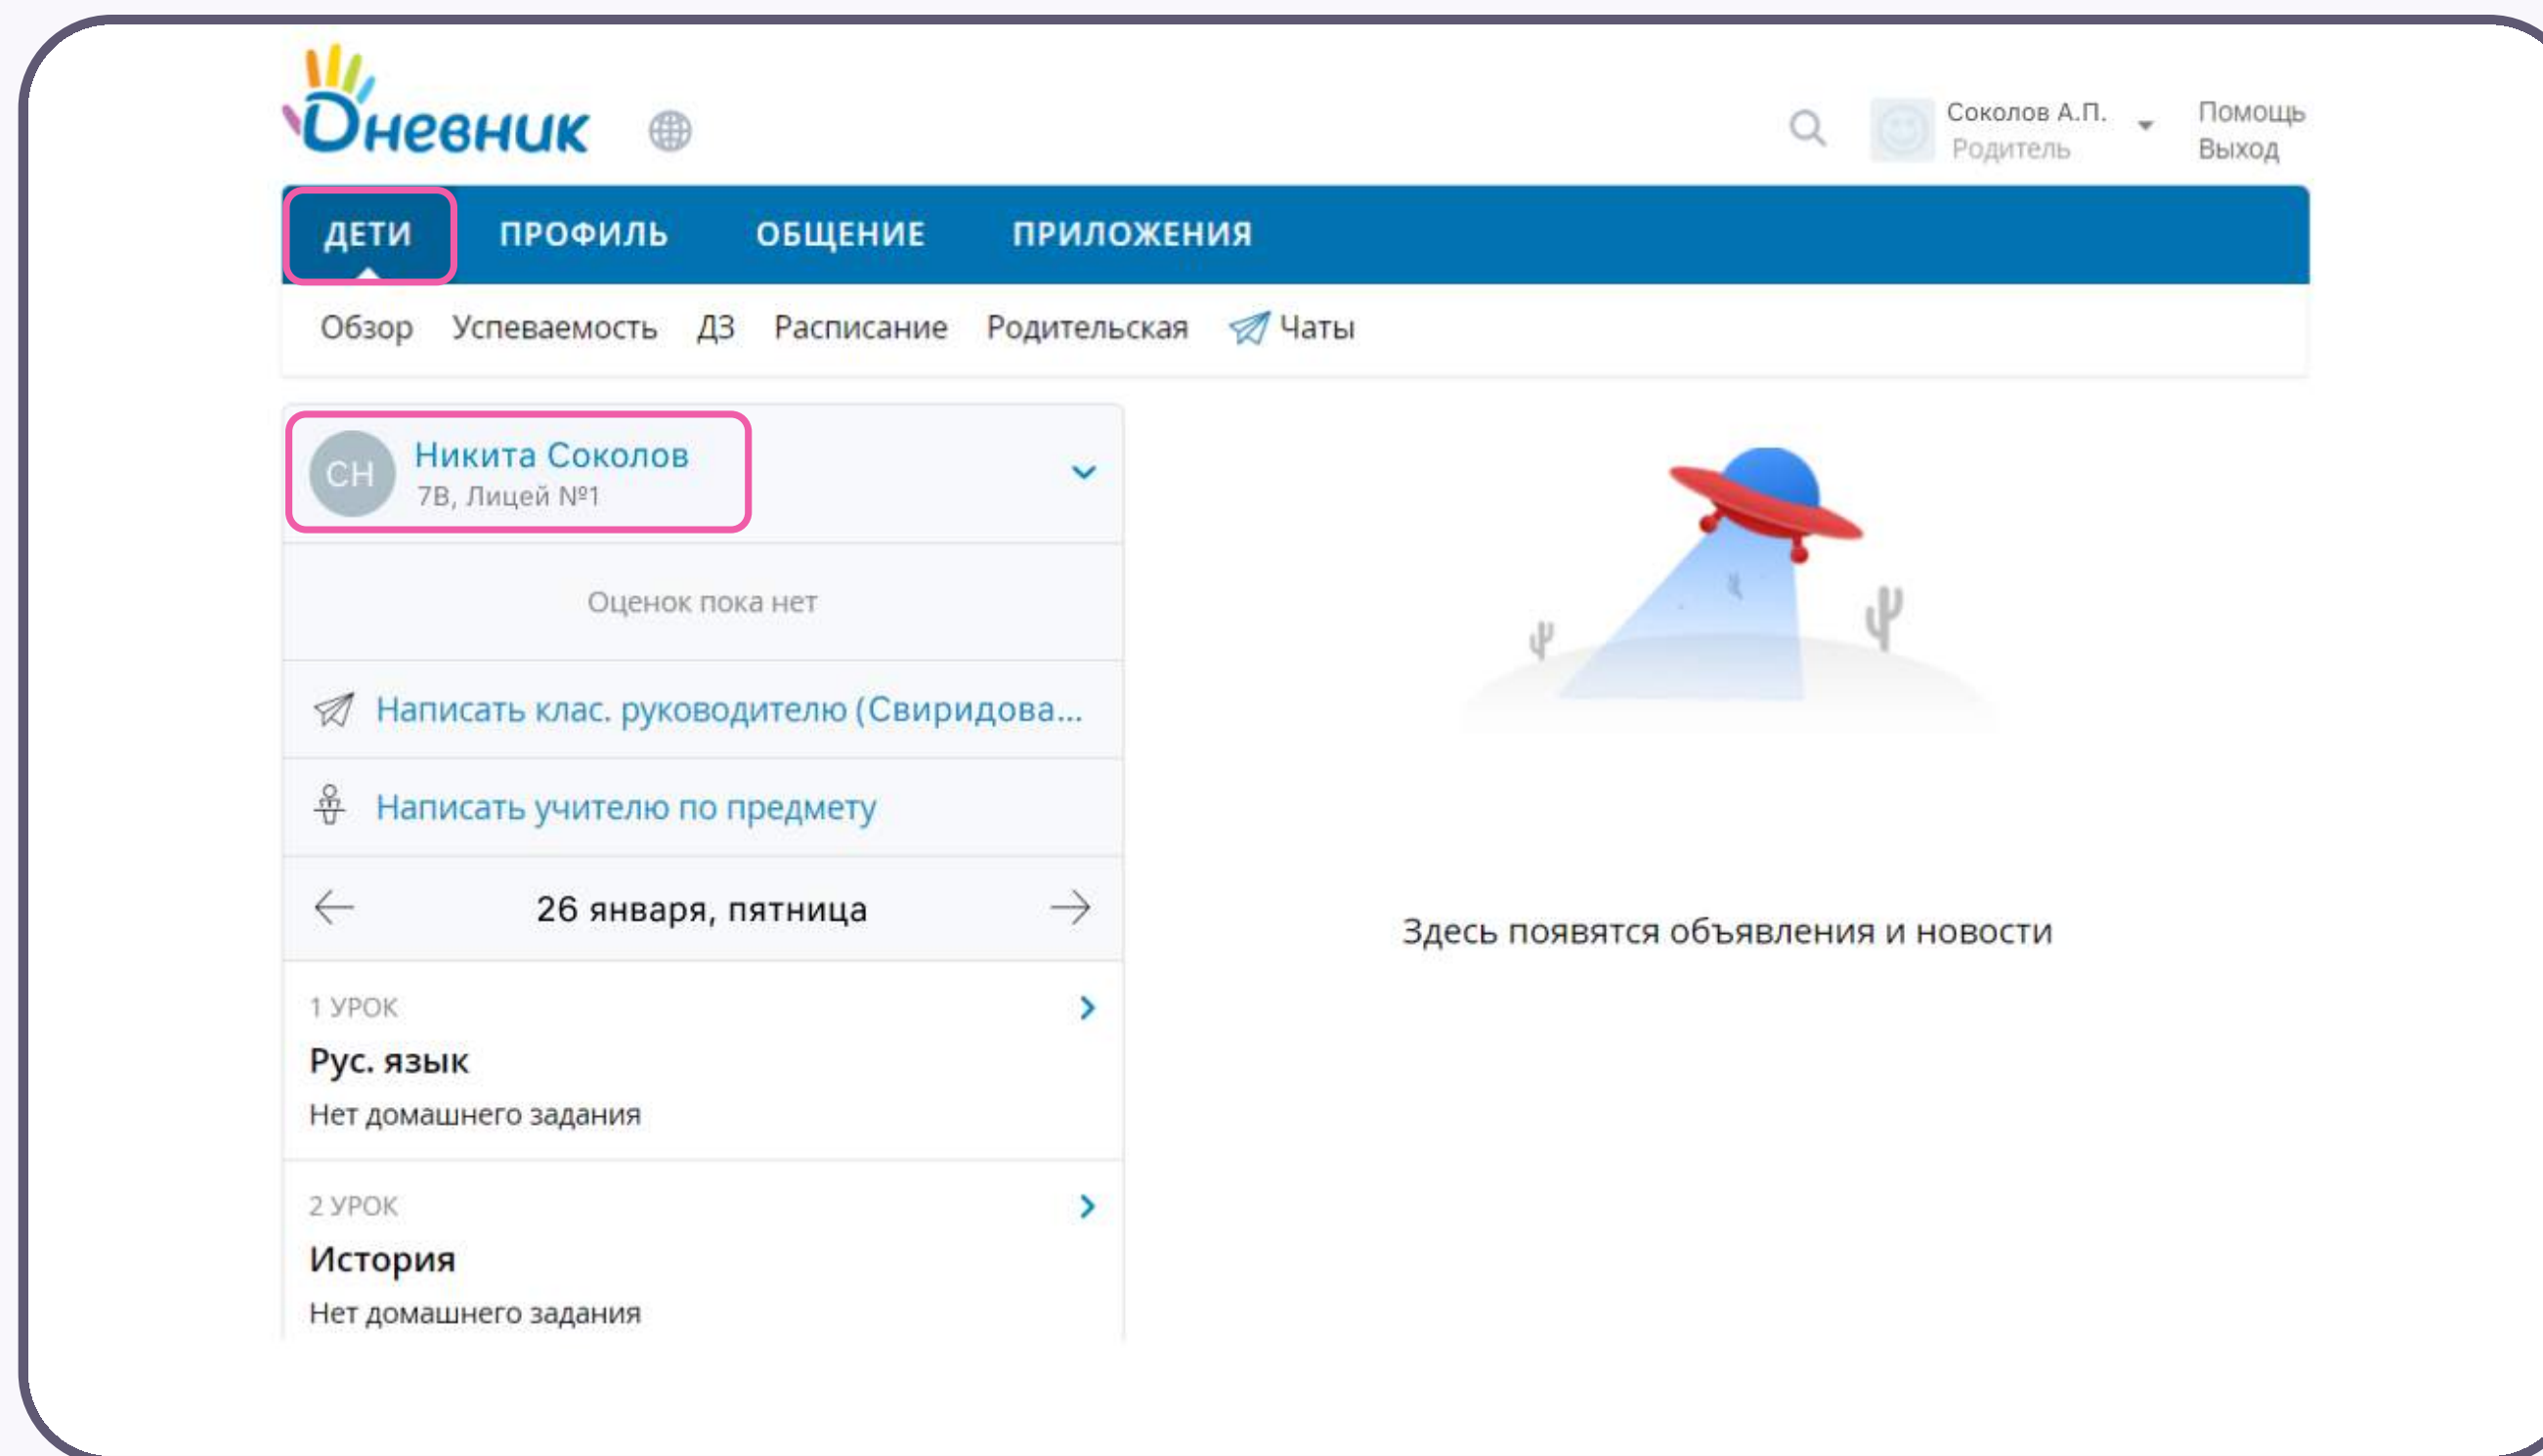 Дневник
Соколов А.П.
Родитель
Помощь
Выход
ДЕТИ ПРОФИЛЬ ОБЩЕНИЕ ПРИЛОЖЕНИЯ
Обзор Успеваемость ДЗ Расписание Родительская Чаты
СН
Никита Соколов
7В, Лицей №1
Оценок пока нет
Написать клас. руководителю (Свиридова...
Написать учителю по предмету
26 января, пятница
1 УРОК
Рус. язык
Нет домашнего задания
2 УРОК
История
Нет домашнего задания
Здесь появятся объявления и новости